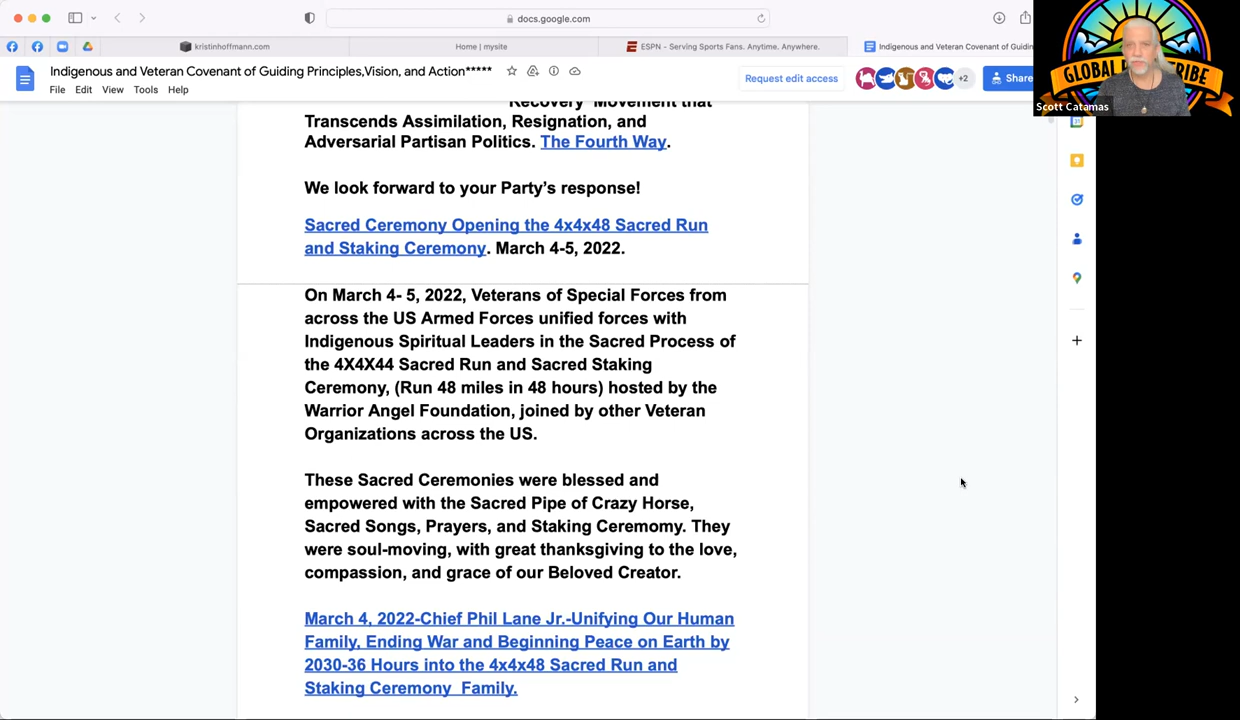 docs.google.com
kristinhoffmann.com
Home | mysite
ESPN - Serving Sports Fans. Anytime. Anywhere.
Indigenous and Veteran Covenant of Guidin
Indigenous and Veteran Covenant of Guiding Principles,Vision, and Action*****
File Edit View Tools Help
Request edit access
+2
Share
GLOBAL
TRIBE
Scott Catamas
Recovery Movement that
Transcends Assimilation, Resignation, and
Adversarial Partisan Politics. The Fourth Way.
We look forward to your Party's response!
Sacred Ceremony Opening the 4x4x48 Sacred Run
and Staking Ceremony. March 4-5, 2022.
On March 4- 5, 2022, Veterans of Special Forces from
across the US Armed Forces unified forces with
Indigenous Spiritual Leaders in the Sacred Process of
the 4X4X44 Sacred Run and Sacred Staking
Ceremony, (Run 48 miles in 48 hours) hosted by the
Warrior Angel Foundation, joined by other Veteran
Organizations across the US.
These Sacred Ceremonies were blessed and
empowered with the Sacred Pipe of Crazy Horse,
Sacred Songs, Prayers, and Staking Ceremomy. They
were soul-moving, with great thanksgiving to the love,
compassion, and grace of our Beloved Creator.
March 4, 2022-Chief Phil Lane Jr.-Unifying Our Human
Family, Ending War and Beginning Peace on Earth by
2030-36 Hours into the 4x4x48 Sacred Run and
Staking Ceremony Family.